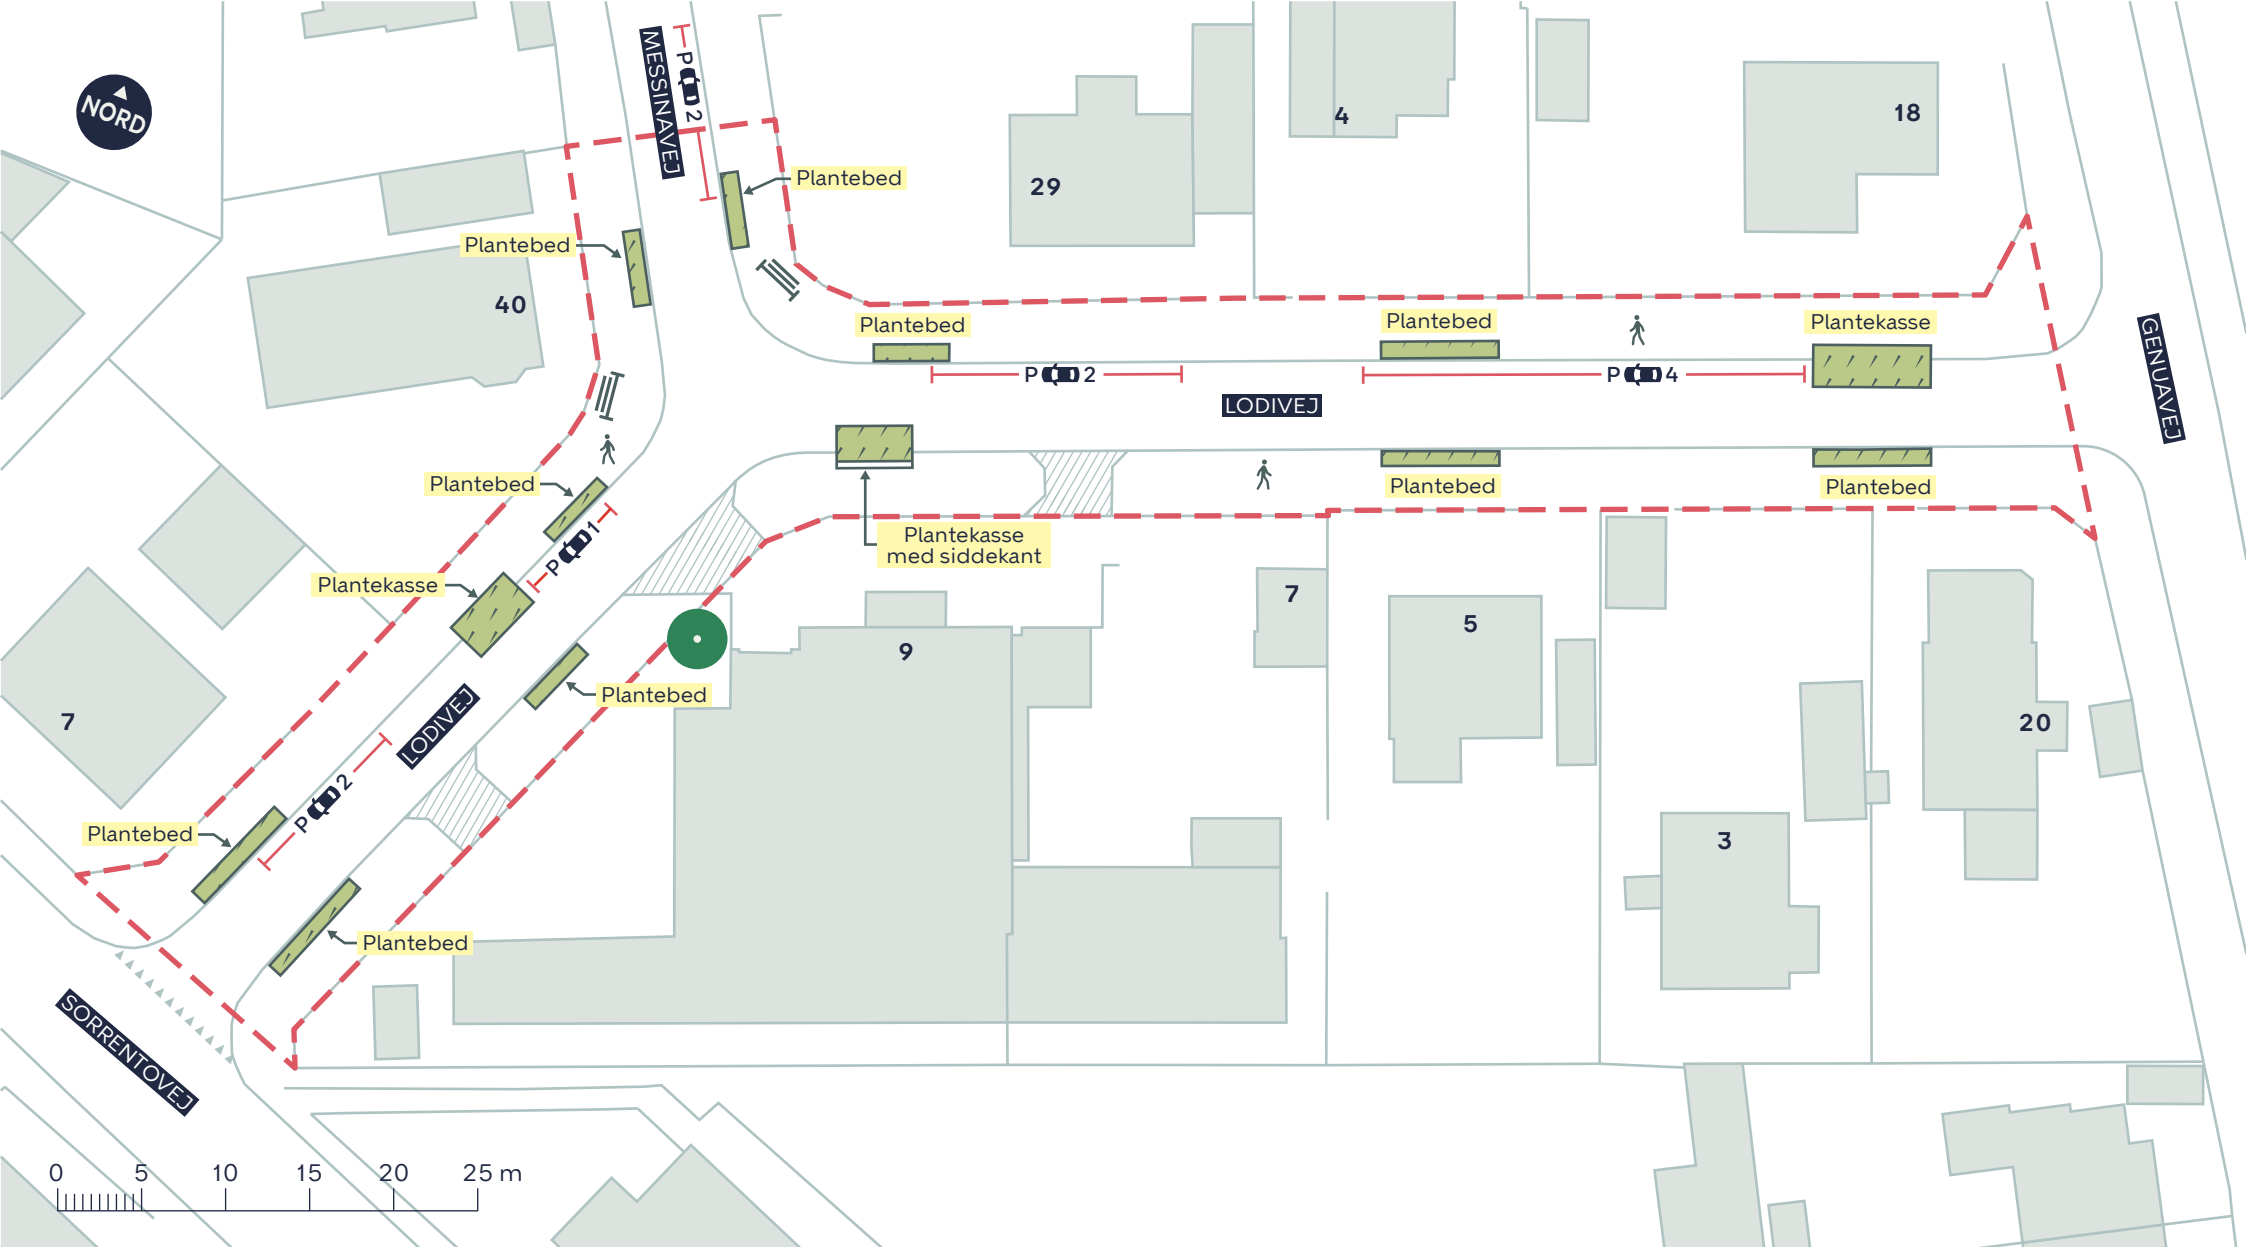 NORD
MESSINAVEJ
P 2
4
18
Plantebed
29
Plantebed
40
Plantebed
Plantebed
Plantekasse
GENUAVEJ
P 2
P 4
LODIVEJ
Plantebed
Plantebed
Plantebed
P 1
Plantekasse
med siddekant
Plantekasse
7
5
9
Plantebed
7
LODIVEJ
20
P 2
Plantebed
3
Plantebed
SORRENTOVEJ
0 5 10 15 20 25 m